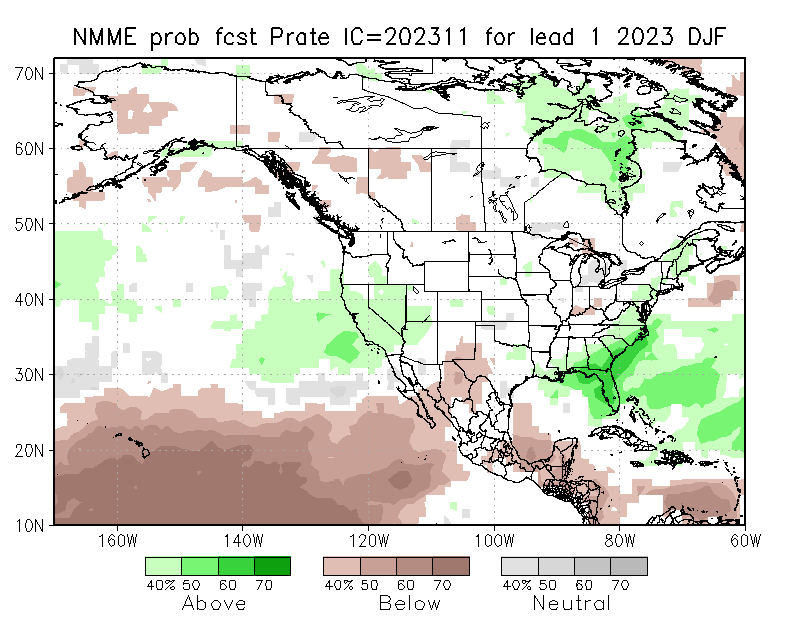 NMME prob fcst Prate IC=202311 for lead 1 2023 DJF
70N
60N
50N
40N
30N
20N
10N
160W 140W 120W 100W 80W 60W
40% 50 60 70 40% 50 60 70 40% 50 60 70
Above Below Neutral